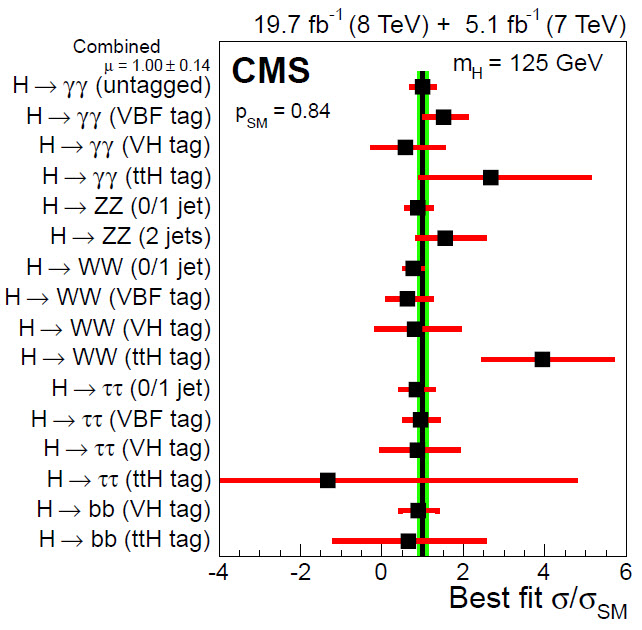 19.7 fb⁻¹ (8 TeV) + 5.1 fb⁻¹ (7 TeV)
Combined
μ = 1.00 ± 0.14
CMS
m_H = 125 GeV
p_SM = 0.84
H → γγ (untagged)
H → γγ (VBF tag)
H → γγ (VH tag)
H → γγ (ttH tag)
H → ZZ (0/1 jet)
H → ZZ (2 jets)
H → WW (0/1 jet)
H → WW (VBF tag)
H → WW (VH tag)
H → WW (ttH tag)
H → ττ (0/1 jet)
H → ττ (VBF tag)
H → ττ (VH tag)
H → ττ (ttH tag)
H → bb (VH tag)
H → bb (ttH tag)
-4 -2 0 2 4 6
Best fit σ/σ_SM